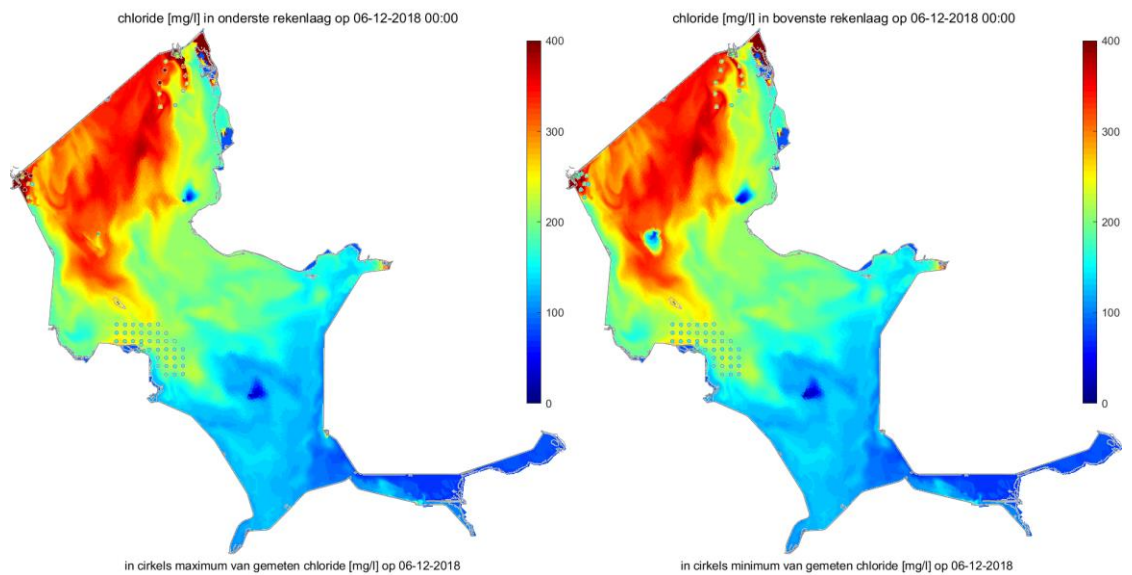 chloride [mg/l] in onderste rekenlaag op 06-12-2018 00:00
400
300
200
100
0
in cirkels maximum van gemeten chloride [mg/l] op 06-12-2018
chloride [mg/l] in bovenste rekenlaag op 06-12-2018 00:00
400
300
200
100
0
in cirkels minimum van gemeten chloride [mg/l] op 06-12-2018